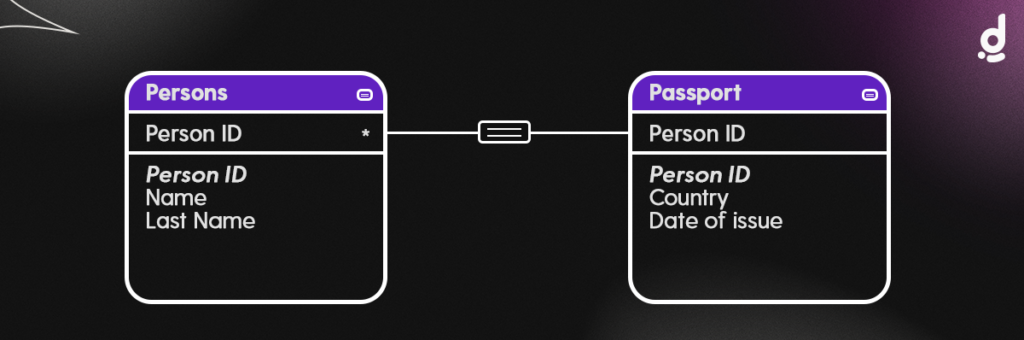 Persons
Person ID *
Person ID
Name
Last Name
Passport
Person ID
Person ID
Country
Date of issue